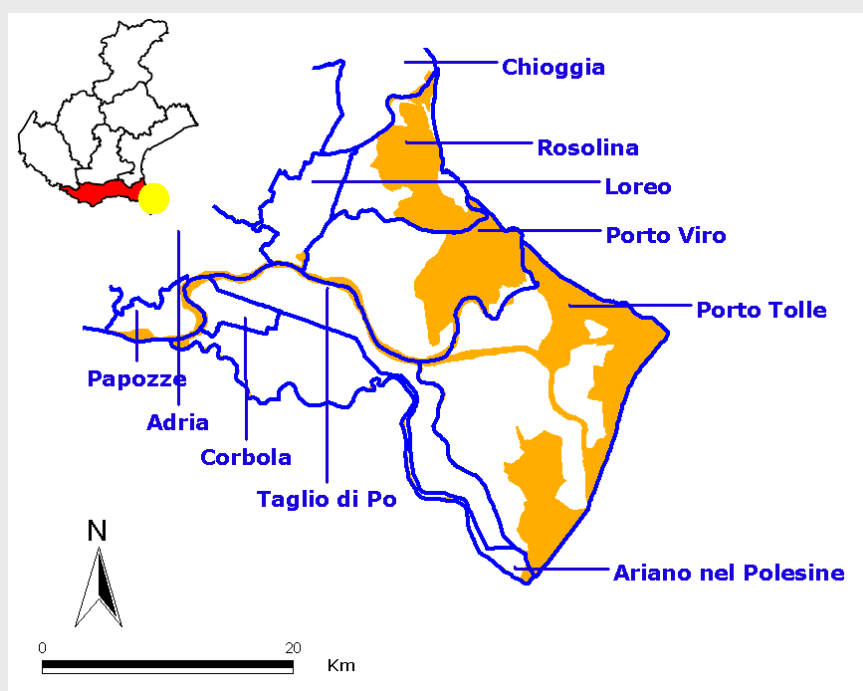 Chioggia
Rosolina
Loreo
Porto Viro
Porto Tolle
Papozze
Adria
Corbola
Taglio di Po
Ariano nel Polesine
N
0 20
Km